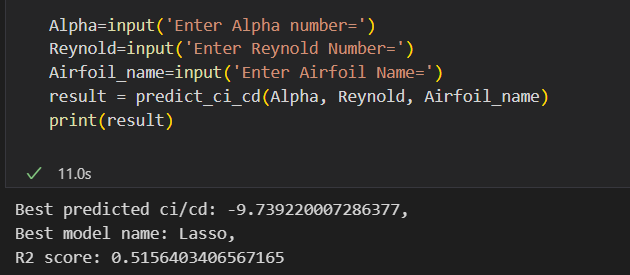 Alpha=input('Enter Alpha number=')
Reynold=input('Enter Reynold Number=')
Airfoil_name=input('Enter Airfoil Name=')
result = predict_ci_cd(Alpha, Reynold, Airfoil_name)
print(result)
11.0s
Best predicted ci/cd: -9.739220007286377,
Best model name: Lasso,
R2 score: 0.5156403406567165